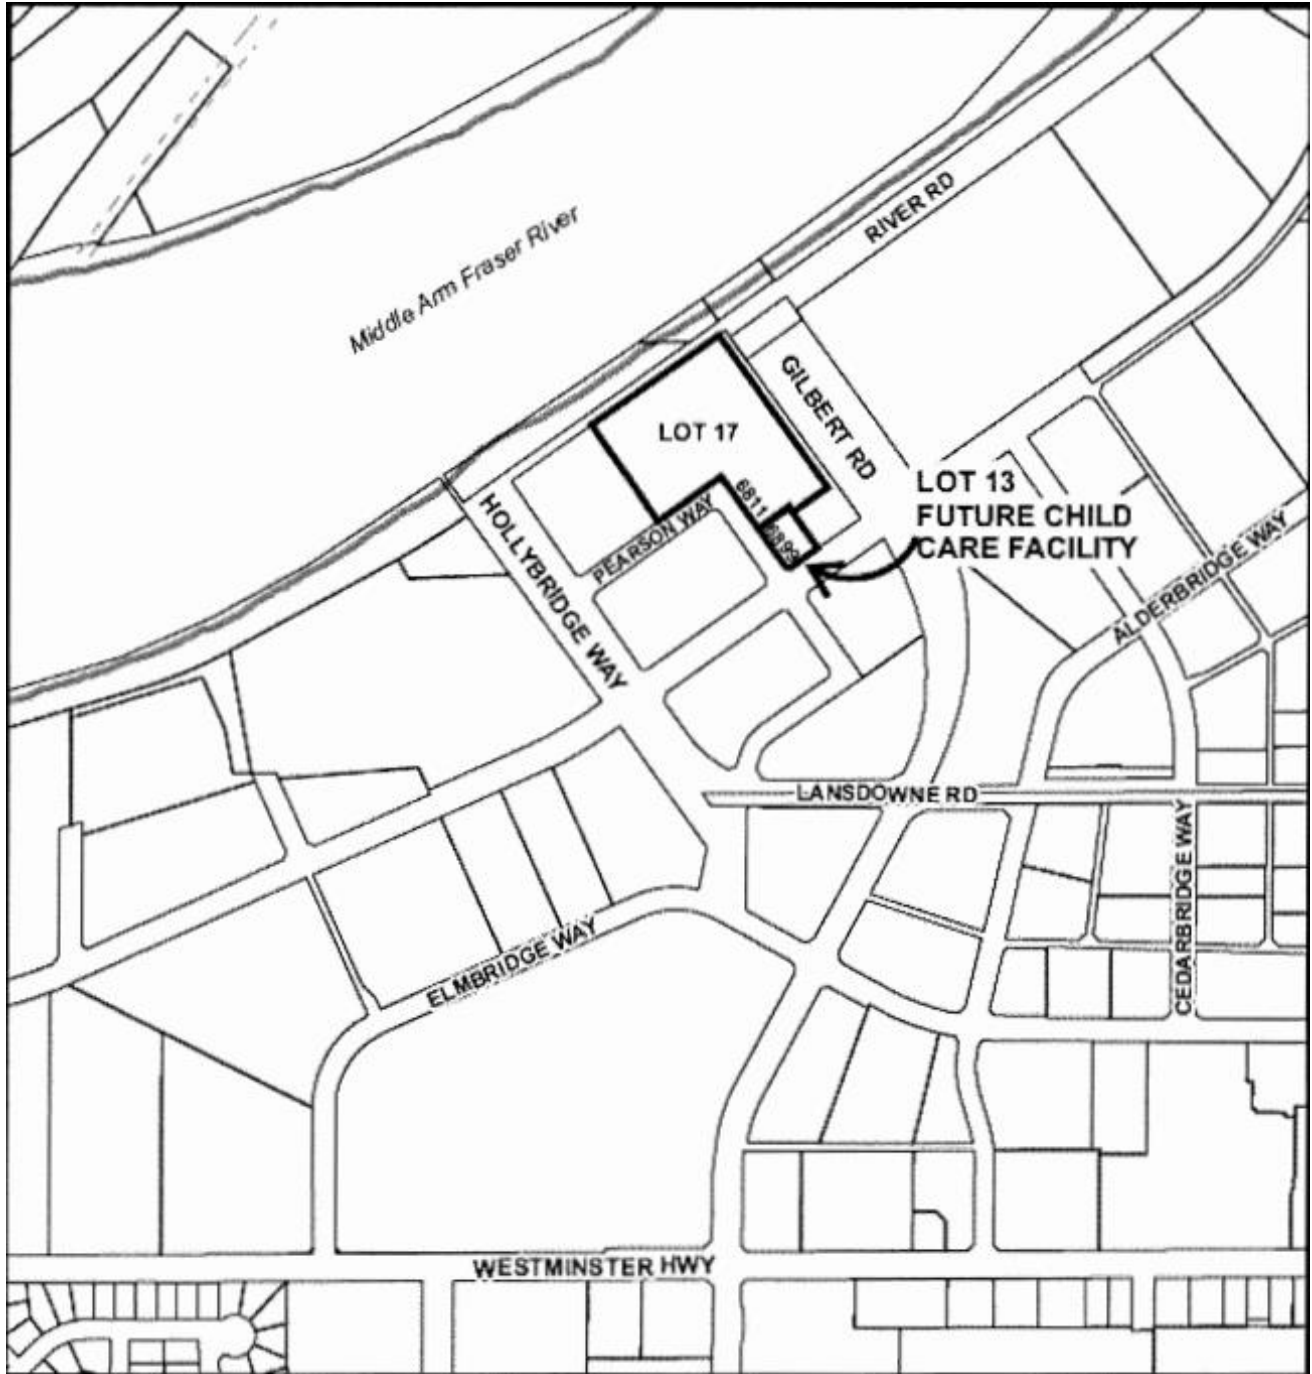 Middle Arm Fraser River
RIVER RD
GILBERT RD
LOT 17
6811
6899
LOT 13
FUTURE CHILD
CARE FACILITY
PEARSON WAY
HOLLYBRIDGE WAY
ALDERBRIDGE WAY
LANSDOWNE RD
CEDARBRIDGE WAY
ELMBRIDGE WAY
WESTMINSTER HWY